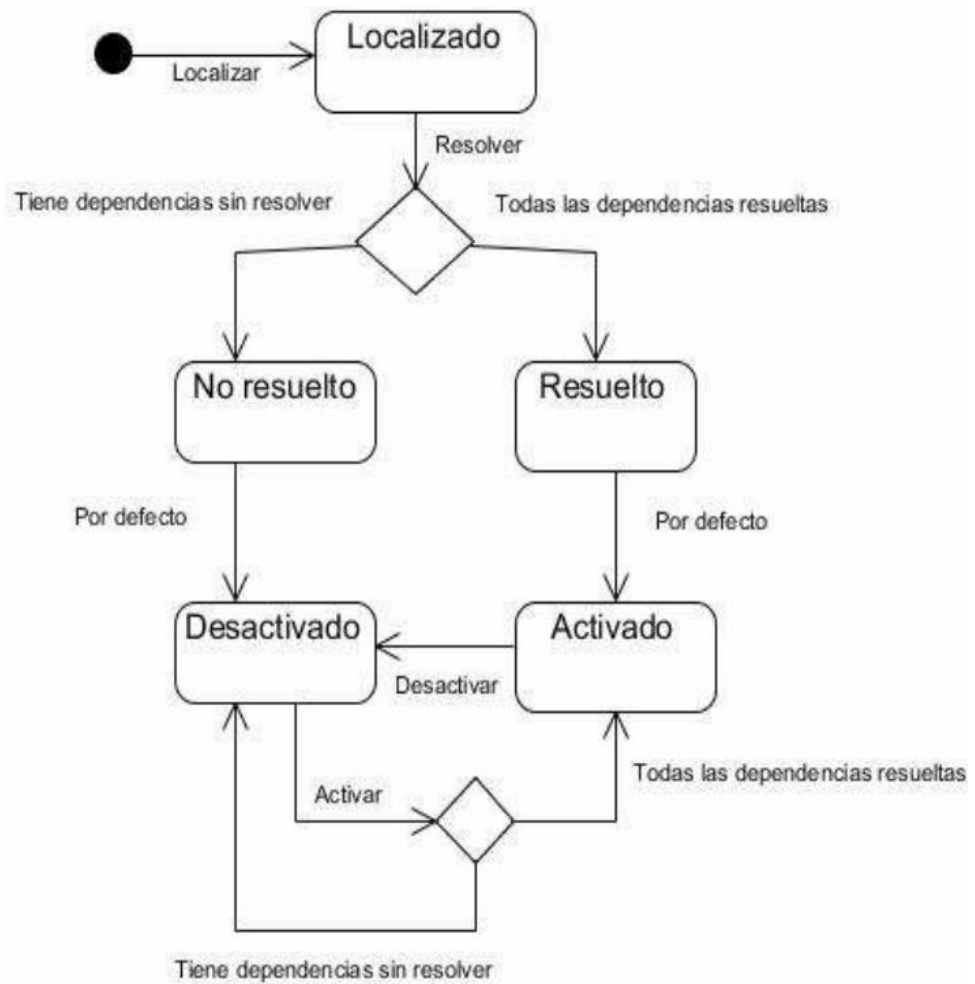 Localizado
Localizar
Resolver
Tiene dependencias sin resolver
Todas las dependencias resueltas
No resuelto
Resuelto
Por defecto
Por defecto
Desactivado
Activado
Desactivar
Activar
Todas las dependencias resueltas
Tiene dependencias sin resolver